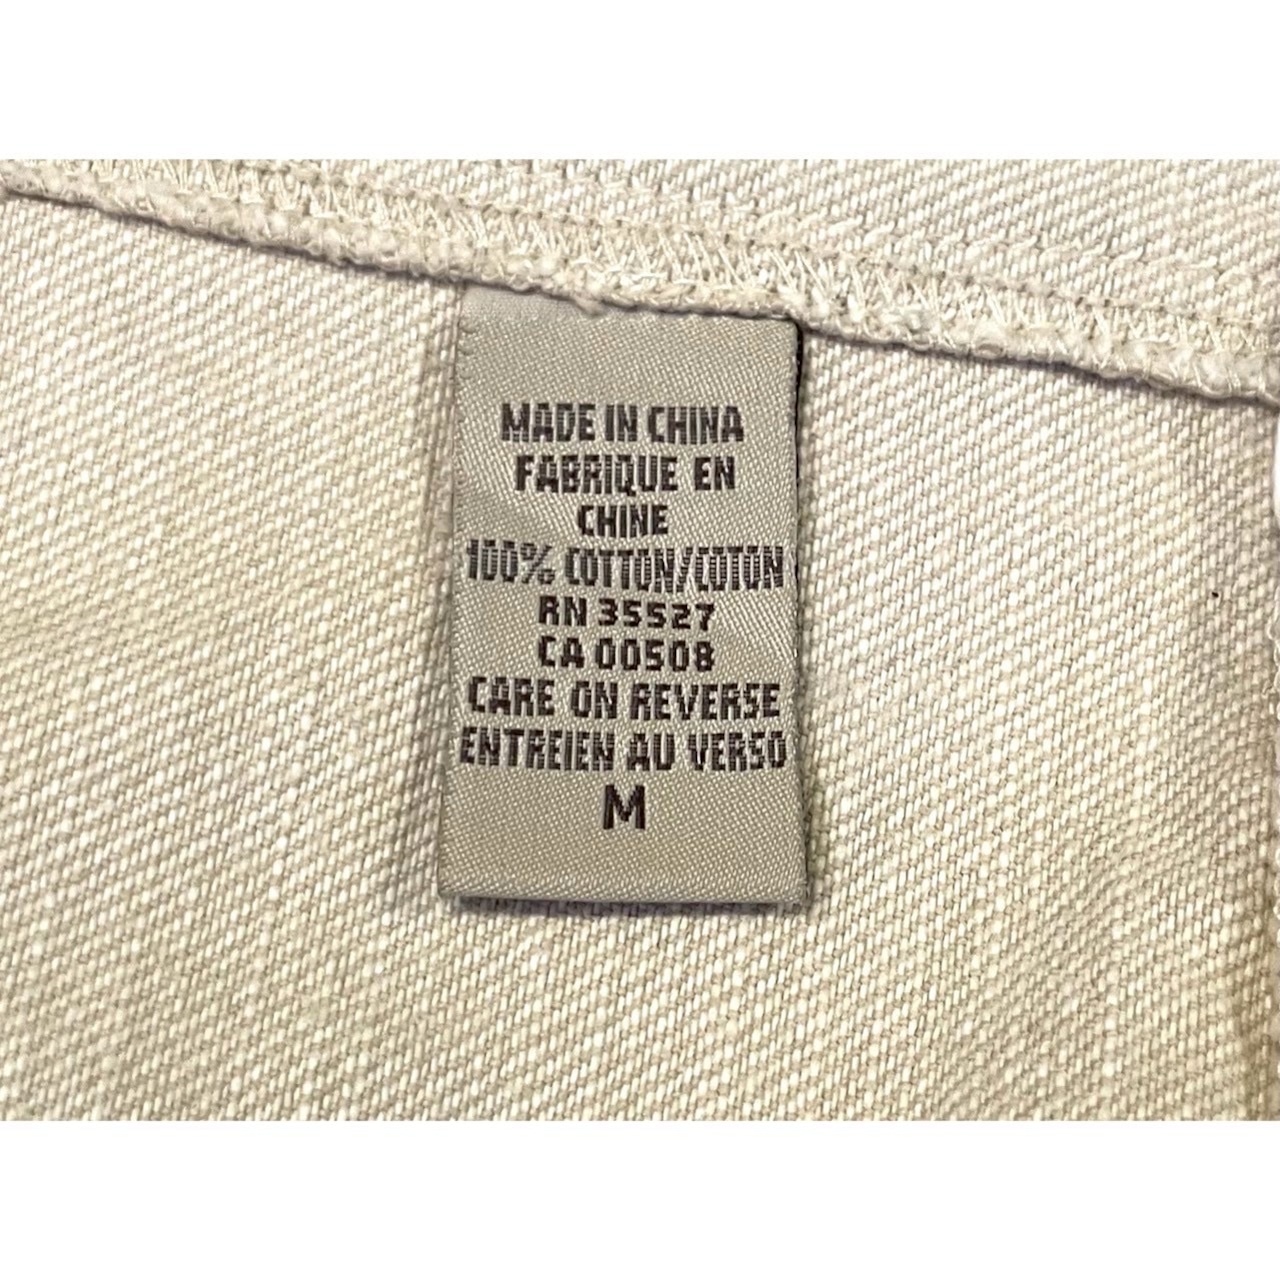 MADE IN CHINA
FABRIQUE EN
CHINE
100% COTTON/COTON
RN 35527
CA 00508
CARE ON REVERSE
ENTREIEN AU VERSO
M